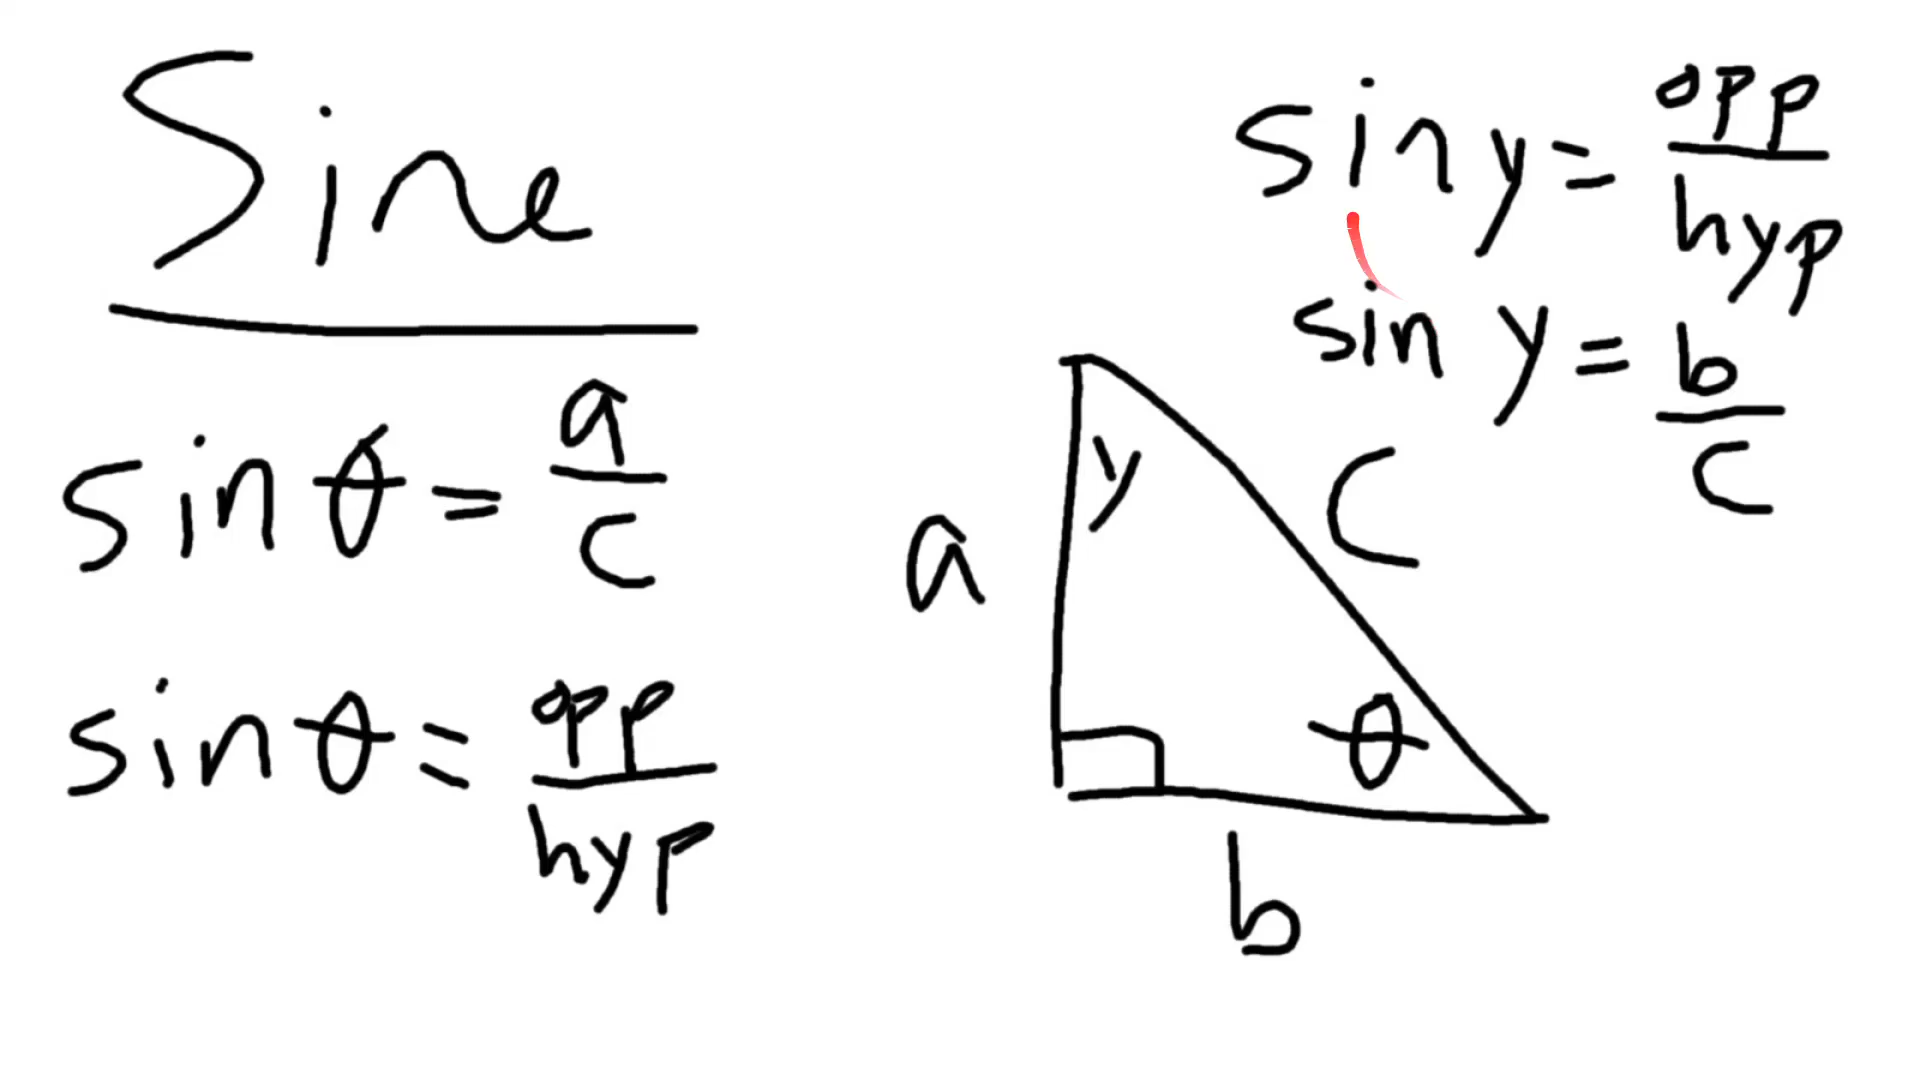 Sine
sin θ = a/c
sin θ = opp/hyp
sin y = opp/hyp
sin y = b/c
y
a
c
θ
b